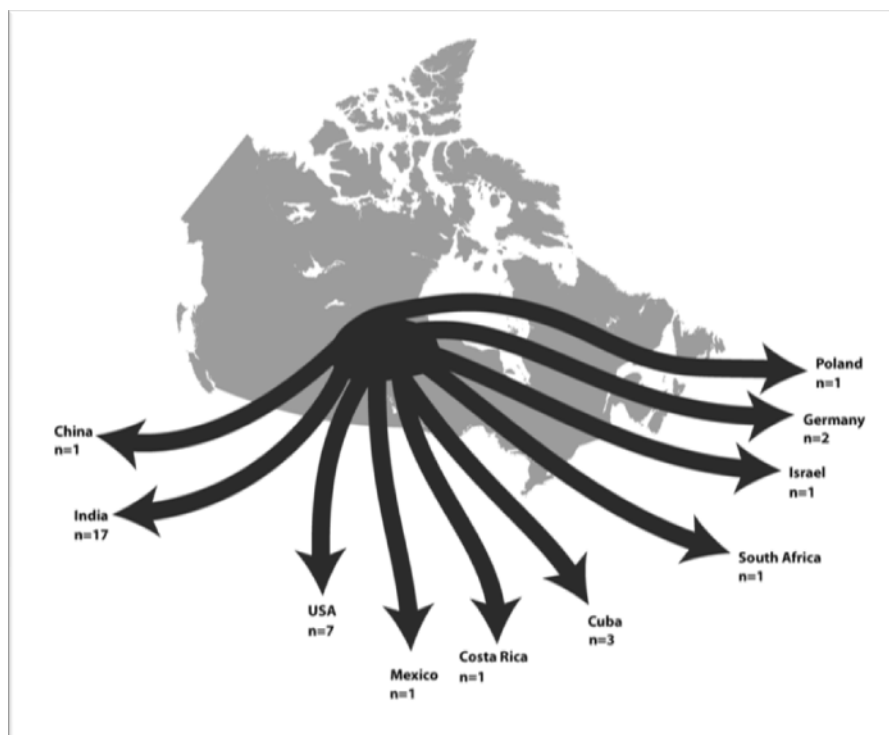 Poland
n=1
Germany
n=2
Israel
n=1
South Africa
n=1
Cuba
n=3
Costa Rica
n=1
Mexico
n=1
USA
n=7
India
n=17
China
n=1